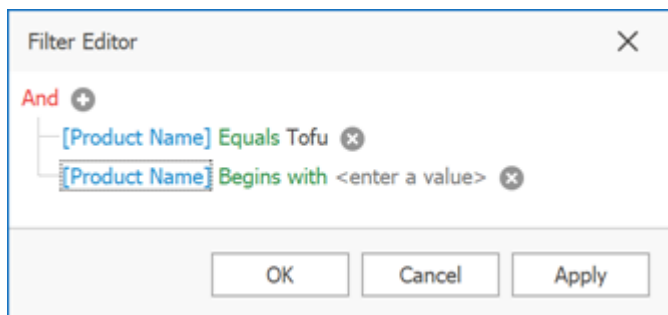 Filter Editor
And
[Product Name] Equals Tofu
[Product Name] Begins with <enter a value>
OK Cancel Apply